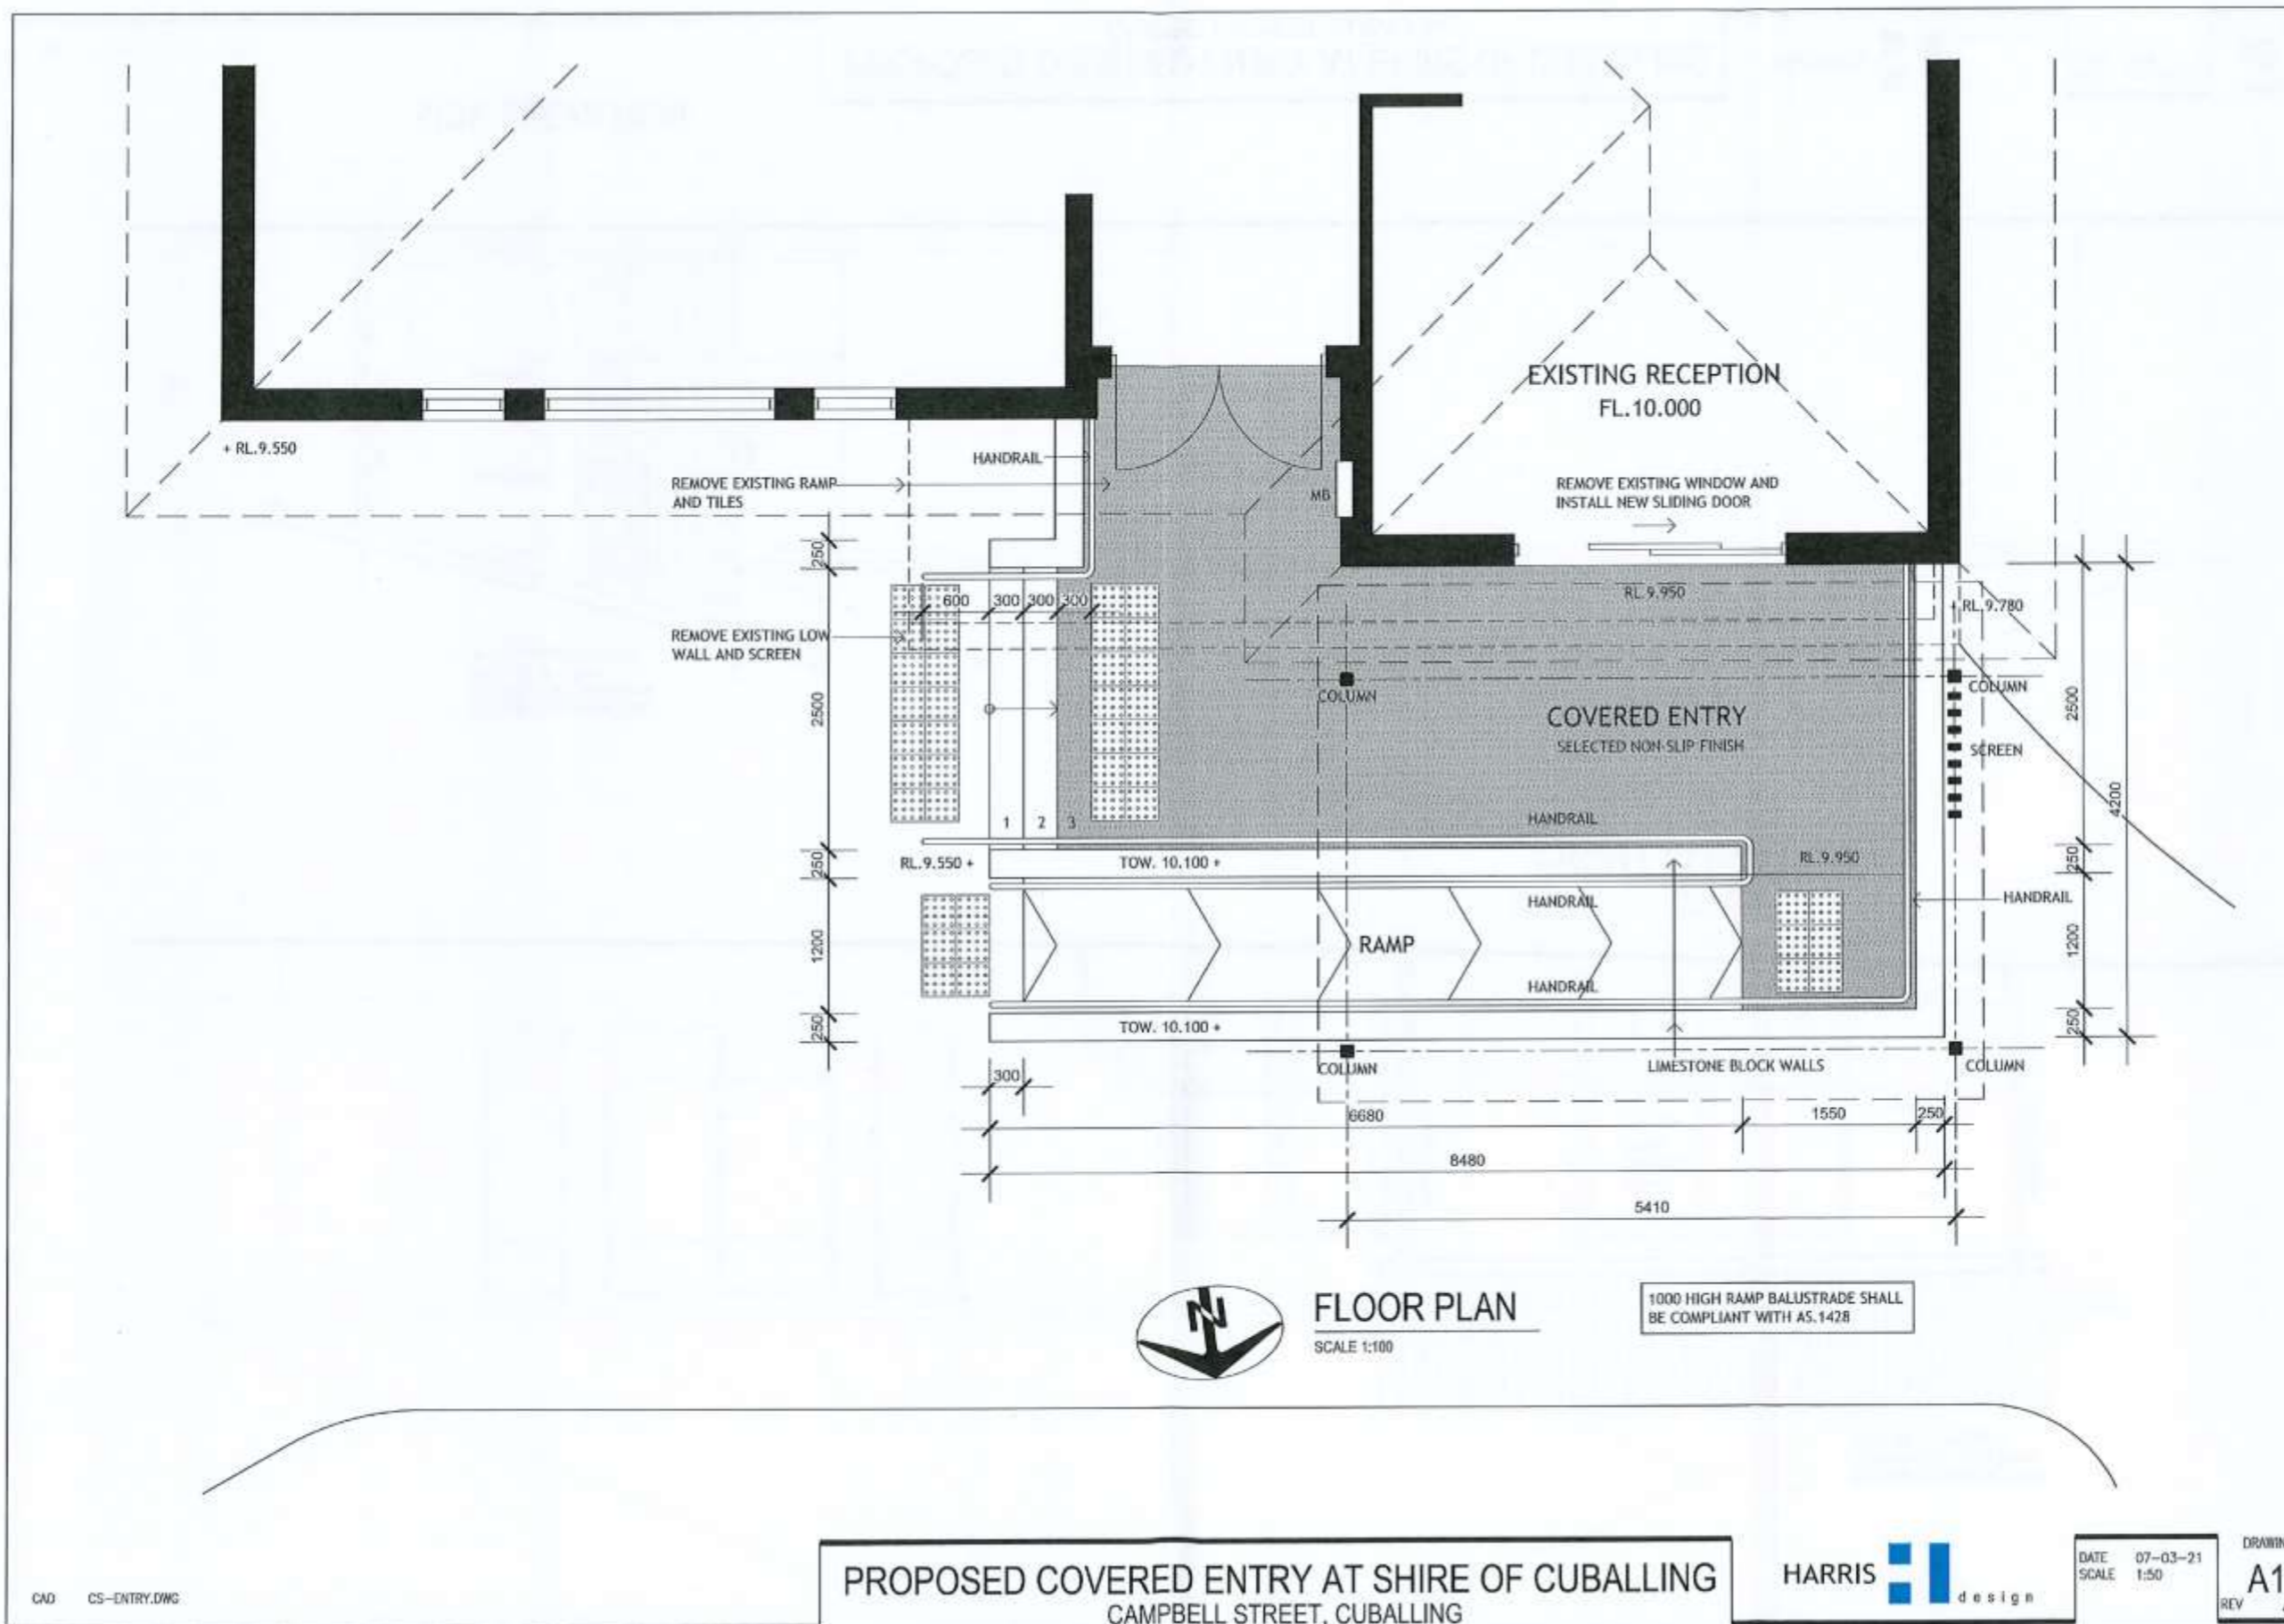 EXISTING RECEPTION
FL.10.000
+ RL.9.550
HANDRAIL
REMOVE EXISTING RAMP
AND TILES
MB
REMOVE EXISTING WINDOW AND
INSTALL NEW SLIDING DOOR
250
600
300
300
300
RL.9.950
+ RL.9.780
REMOVE EXISTING LOW
WALL AND SCREEN
COLUMN
COLUMN
2500
COVERED ENTRY
SELECTED NON-SLIP FINISH
SCREEN
2500
4200
1
2
3
HANDRAIL
250
RL.9.550 +
TOW. 10.100 +
RL.9.950
250
HANDRAIL
HANDRAIL
1200
RAMP
1200
HANDRAIL
250
TOW. 10.100 +
250
COLUMN
LIMESTONE BLOCK WALLS
COLUMN
300
6680
1550
250
8480
5410
N
FLOOR PLAN
SCALE 1:100
1000 HIGH RAMP BALUSTRADE SHALL
BE COMPLIANT WITH AS.1428
CAD CS-ENTRY.DWG
PROPOSED COVERED ENTRY AT SHIRE OF CUBALLING
CAMPBELL STREET, CUBALLING
HARRIS
design
DATE 07-03-21
SCALE 1:50
A1
REV